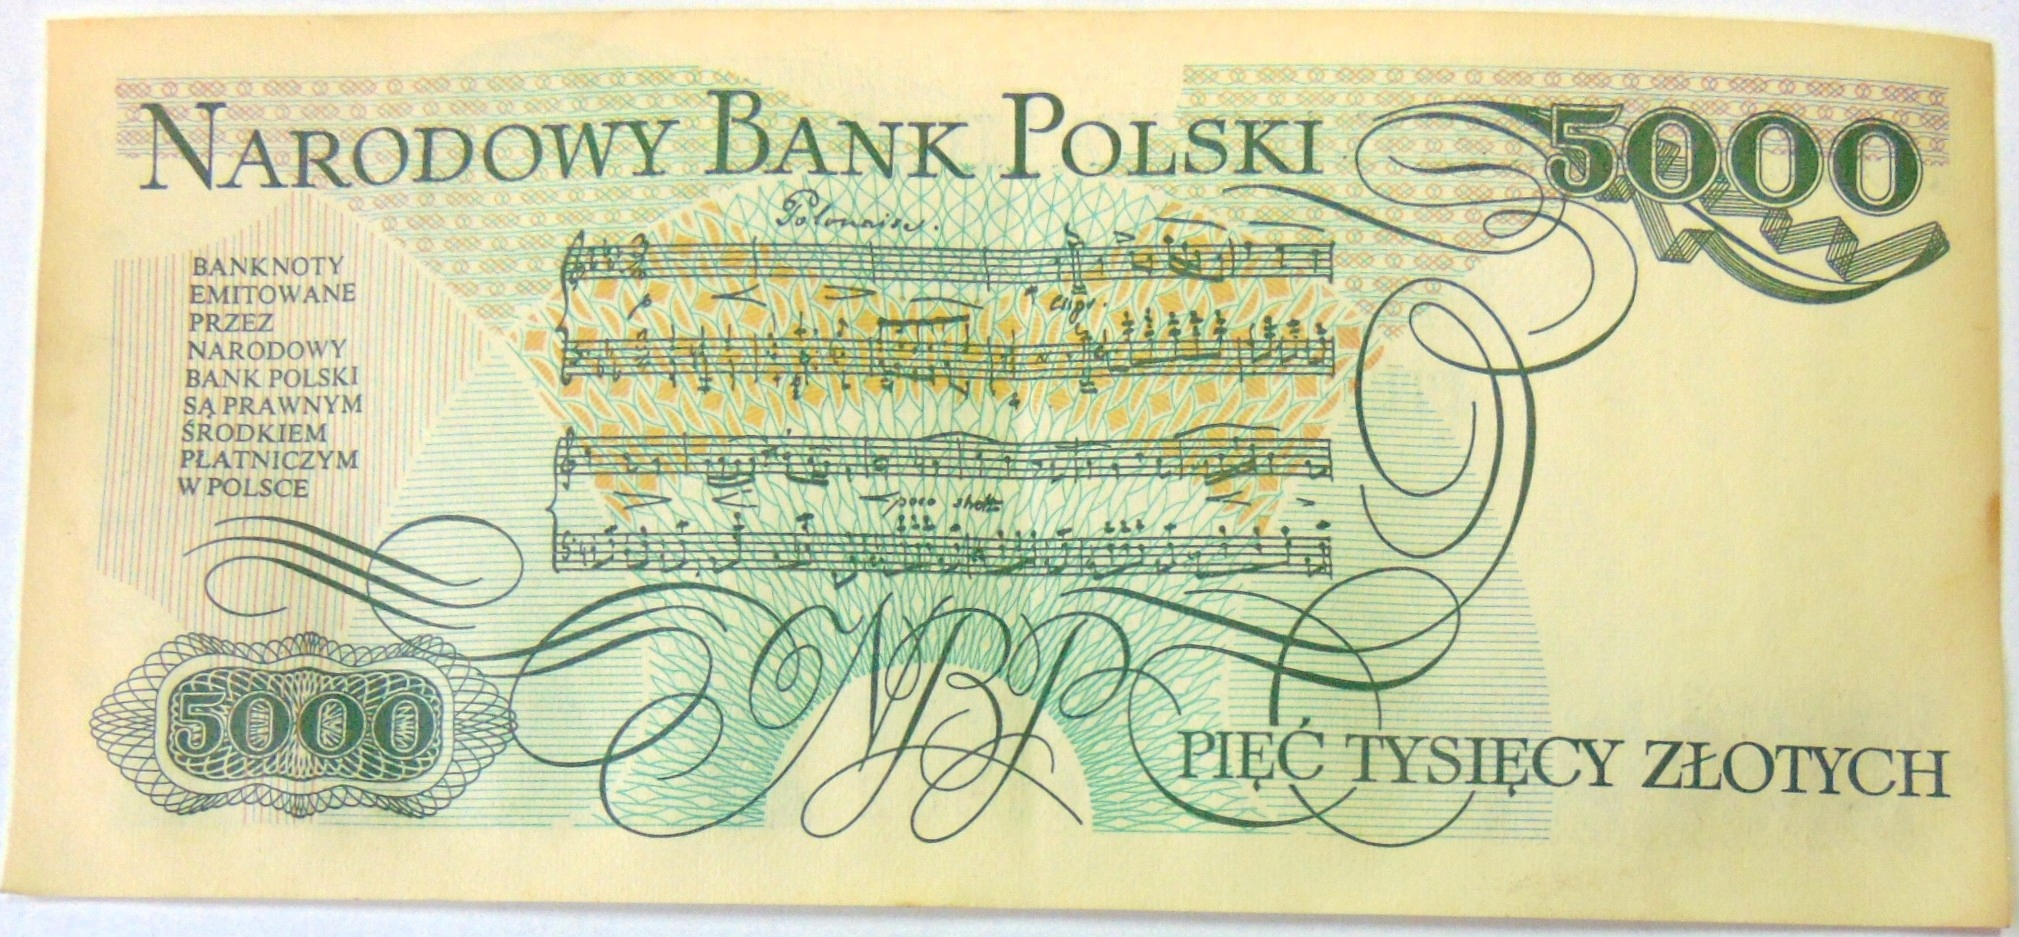 NARODOWY BANK POLSKI
5000
Polonaise.
BANKNOTY
EMITOWANE
PRZEZ
NARODOWY
BANK POLSKI
SĄ PRAWNYM
ŚRODKIEM
PŁATNICZYM
W POLSCE
p
poco
NBP
5000
PIĘĆ TYSIĘCY ZŁOTYCH